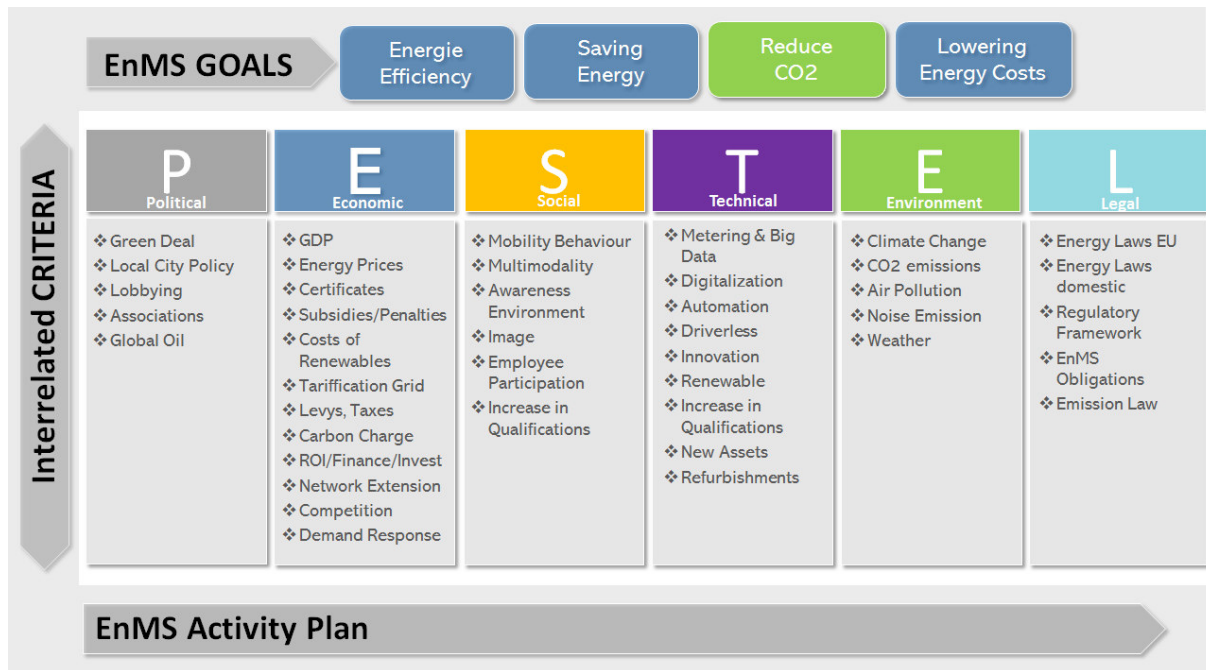 EnMS GOALS
Energie
Efficiency
Saving
Energy
Reduce
CO2
Lowering
Energy Costs
Interrelated CRITERIA
P
Political
❖ Green Deal
❖ Local City Policy
❖ Lobbying
❖ Associations
❖ Global Oil
E
Economic
❖ GDP
❖ Energy Prices
❖ Certificates
❖ Subsidies/Penalties
❖ Costs of
Renewables
❖ Tariffication Grid
❖ Levys, Taxes
❖ Carbon Charge
❖ ROI/Finance/Invest
❖ Network Extension
❖ Competition
❖ Demand Response
S
Social
❖ Mobility Behaviour
❖ Multimodality
❖ Awareness
Environment
❖ Image
❖ Employee
Participation
❖ Increase in
Qualifications
T
Technical
❖ Metering & Big
Data
❖ Digitalization
❖ Automation
❖ Driverless
❖ Innovation
❖ Renewable
❖ Increase in
Qualifications
❖ New Assets
❖ Refurbishments
E
Environment
❖ Climate Change
❖ CO2 emissions
❖ Air Pollution
❖ Noise Emission
❖ Weather
L
Legal
❖ Energy Laws EU
❖ Energy Laws
domestic
❖ Regulatory
Framework
❖ EnMS
Obligations
❖ Emission Law
EnMS Activity Plan